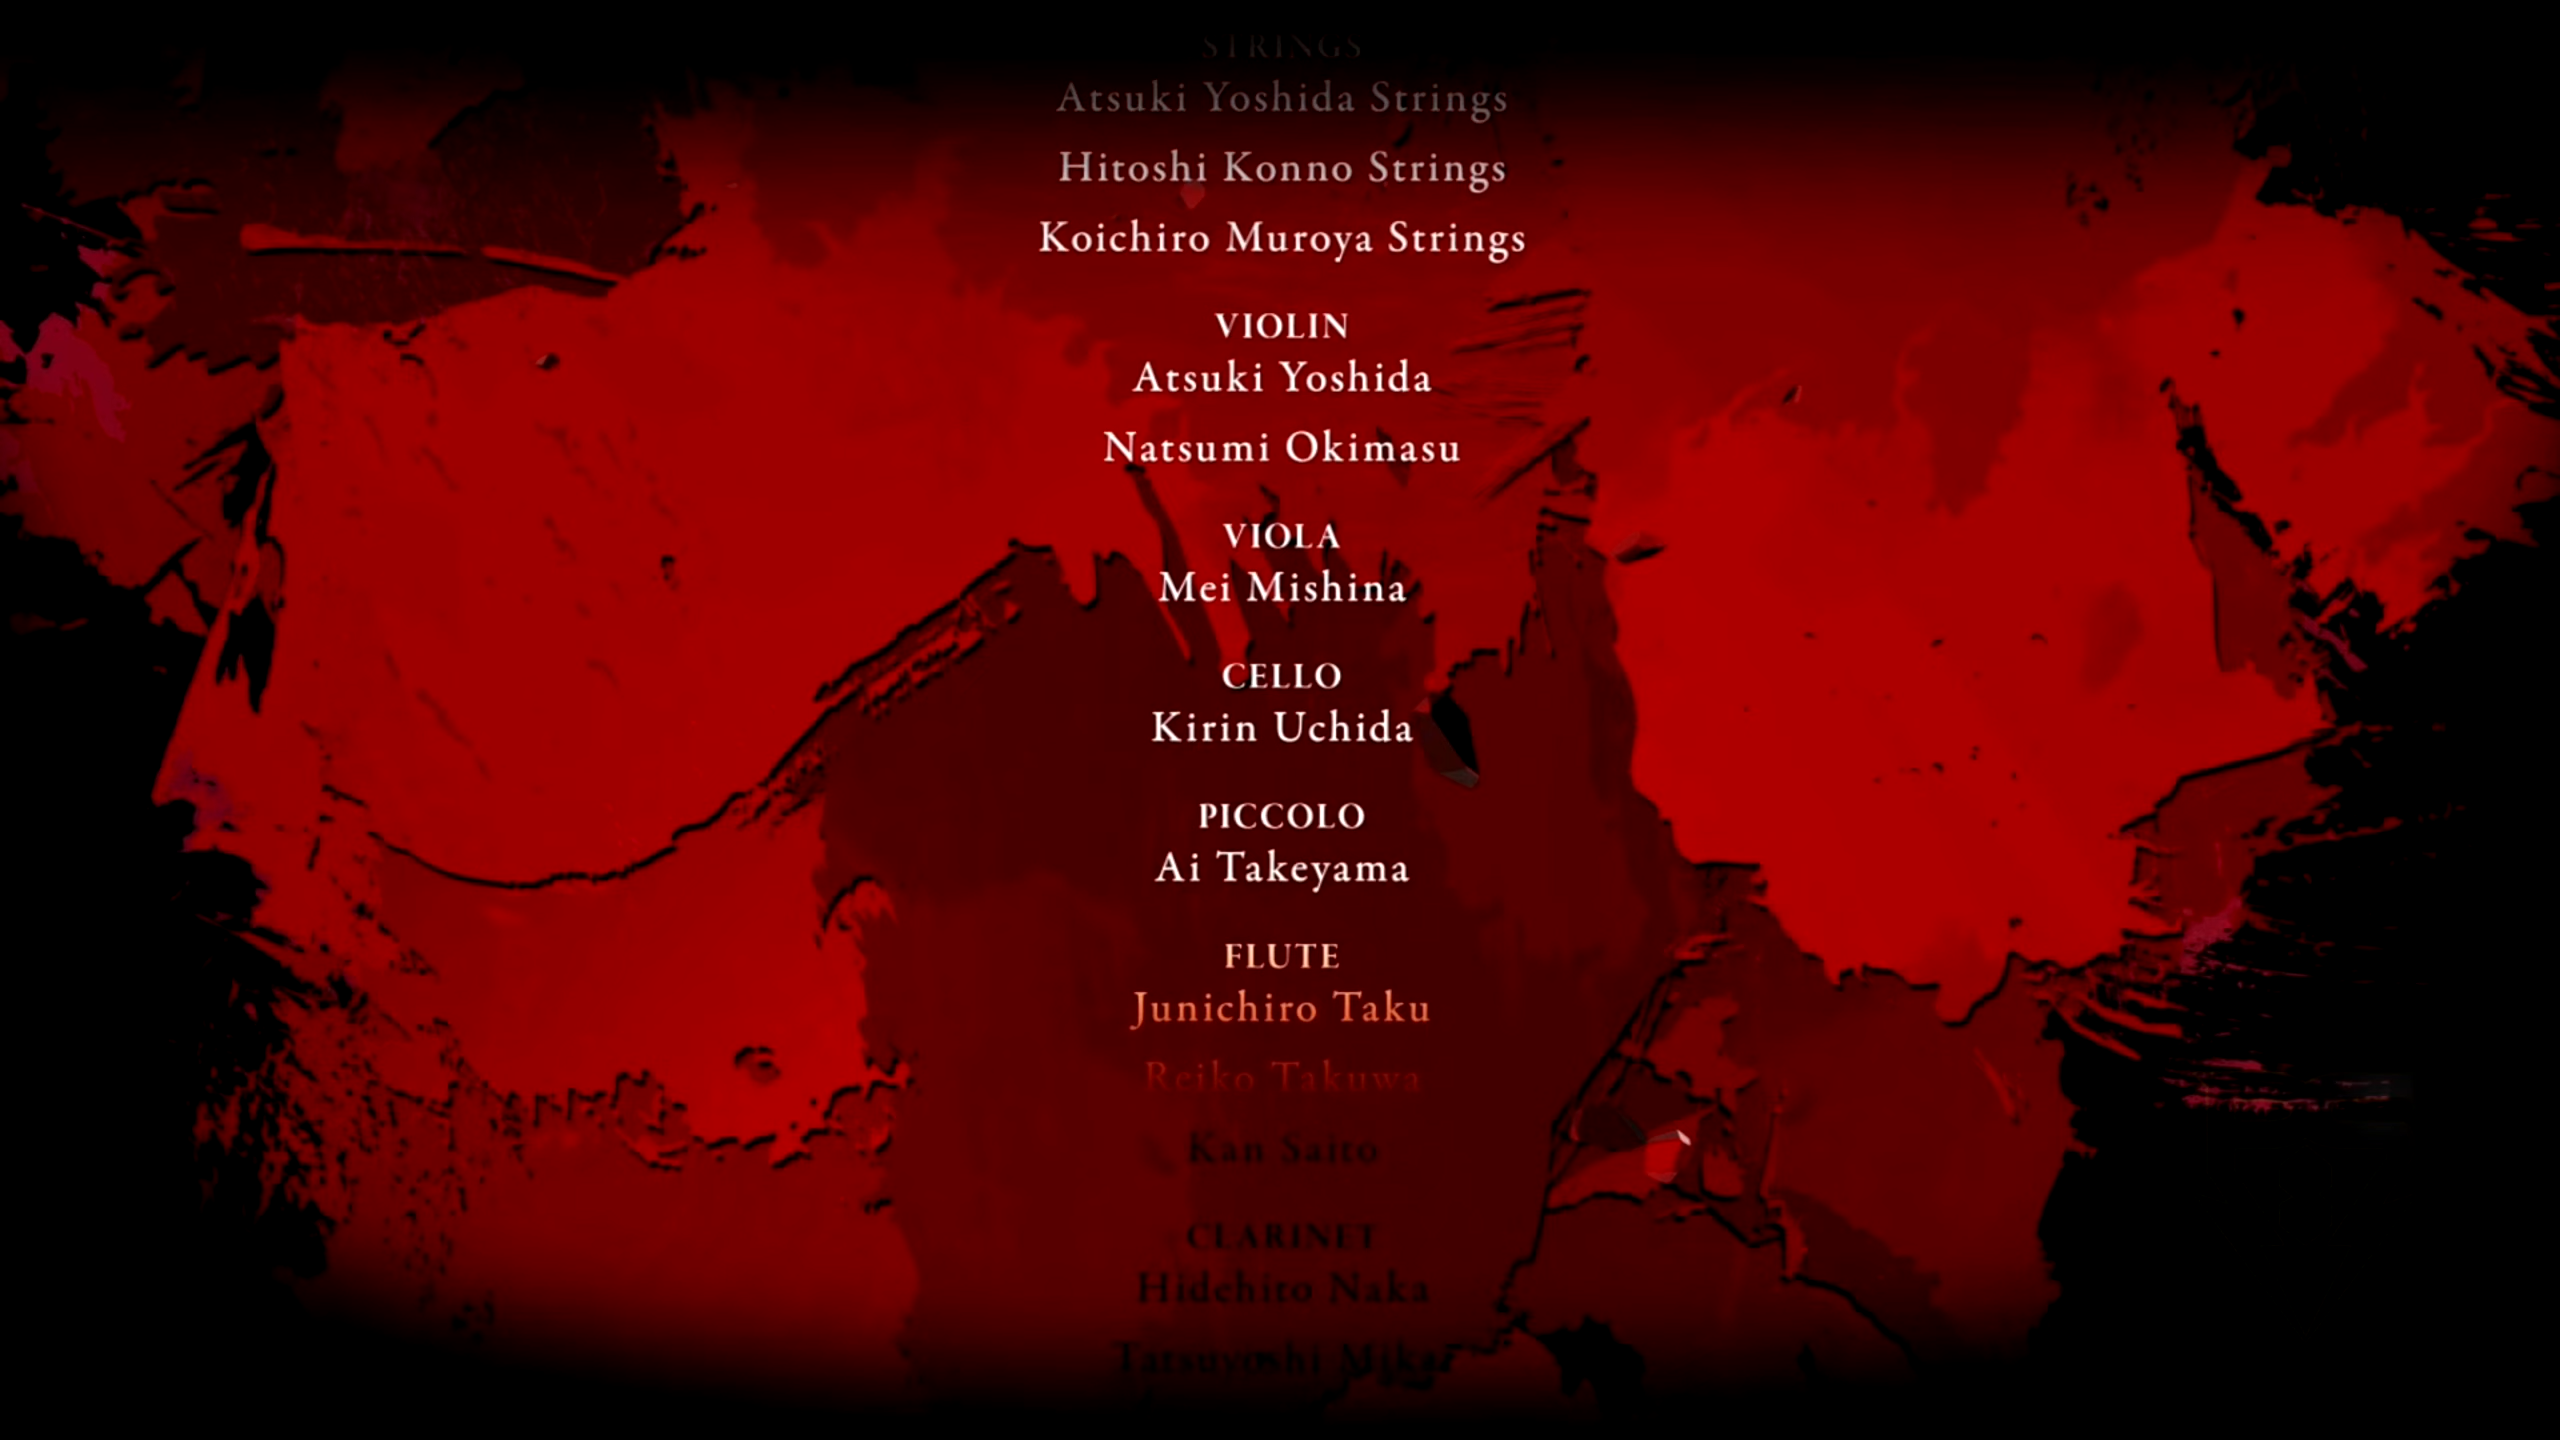 STRINGS
Atsuki Yoshida Strings
Hitoshi Konno Strings
Koichiro Muroya Strings
VIOLIN
Atsuki Yoshida
Natsumi Okimasu
VIOLA
Mei Mishina
CELLO
Kirin Uchida
PICCOLO
Ai Takeyama
FLUTE
Junichiro Taku
Reiko Takuwa
Kan Saito
CLARINET
Hidehito Naka
Tatsuyoshi